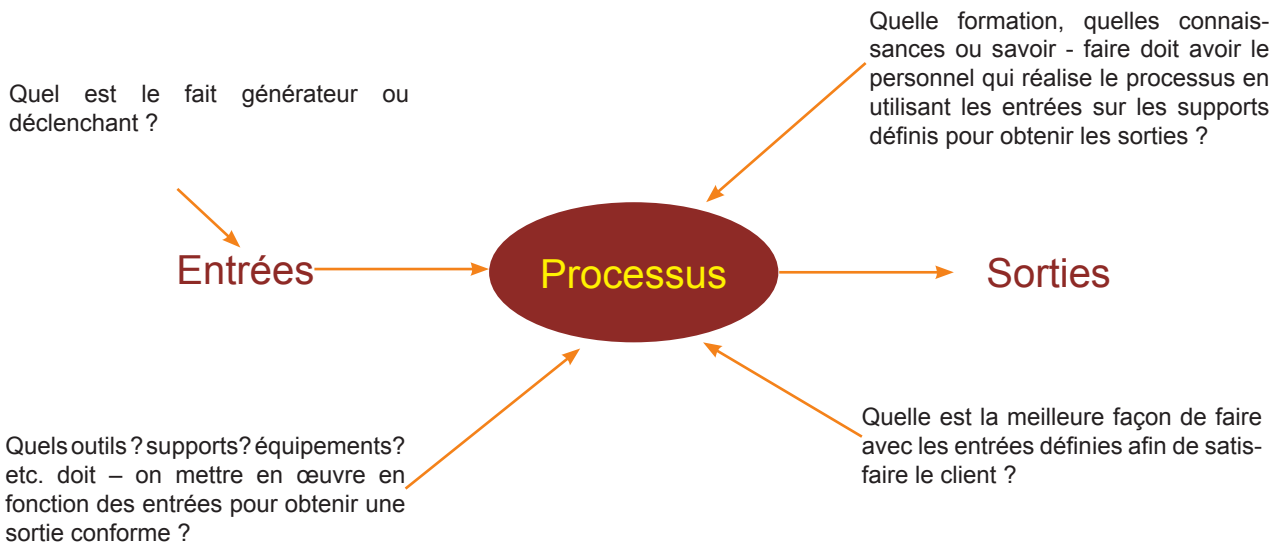 Quel est le fait générateur ou
déclenchant ?
Quelle formation, quelles connais-
sances ou savoir - faire doit avoir le
personnel qui réalise le processus en
utilisant les entrées sur les supports
définis pour obtenir les sorties ?
Entrées
Processus
Sorties
Quels outils ? supports? équipements?
etc. doit – on mettre en œuvre en
fonction des entrées pour obtenir une
sortie conforme ?
Quelle est la meilleure façon de faire
avec les entrées définies afin de satis-
faire le client ?